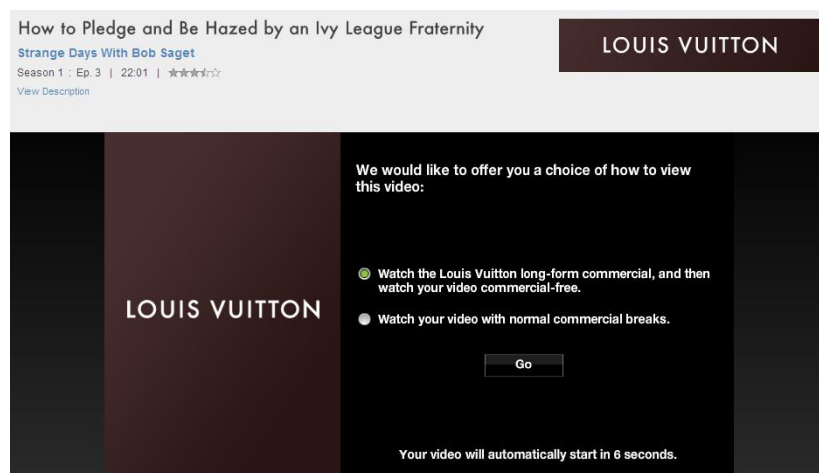 How to Pledge and Be Hazed by an Ivy League Fraternity
Strange Days With Bob Saget
Season 1 : Ep. 3 | 22:01 |
View Description
LOUIS VUITTON
We would like to offer you a choice of how to view
this video:
Watch the Louis Vuitton long-form commercial, and then
watch your video commercial-free.
LOUIS VUITTON
Watch your video with normal commercial breaks.
Go
Your video will automatically start in 6 seconds.